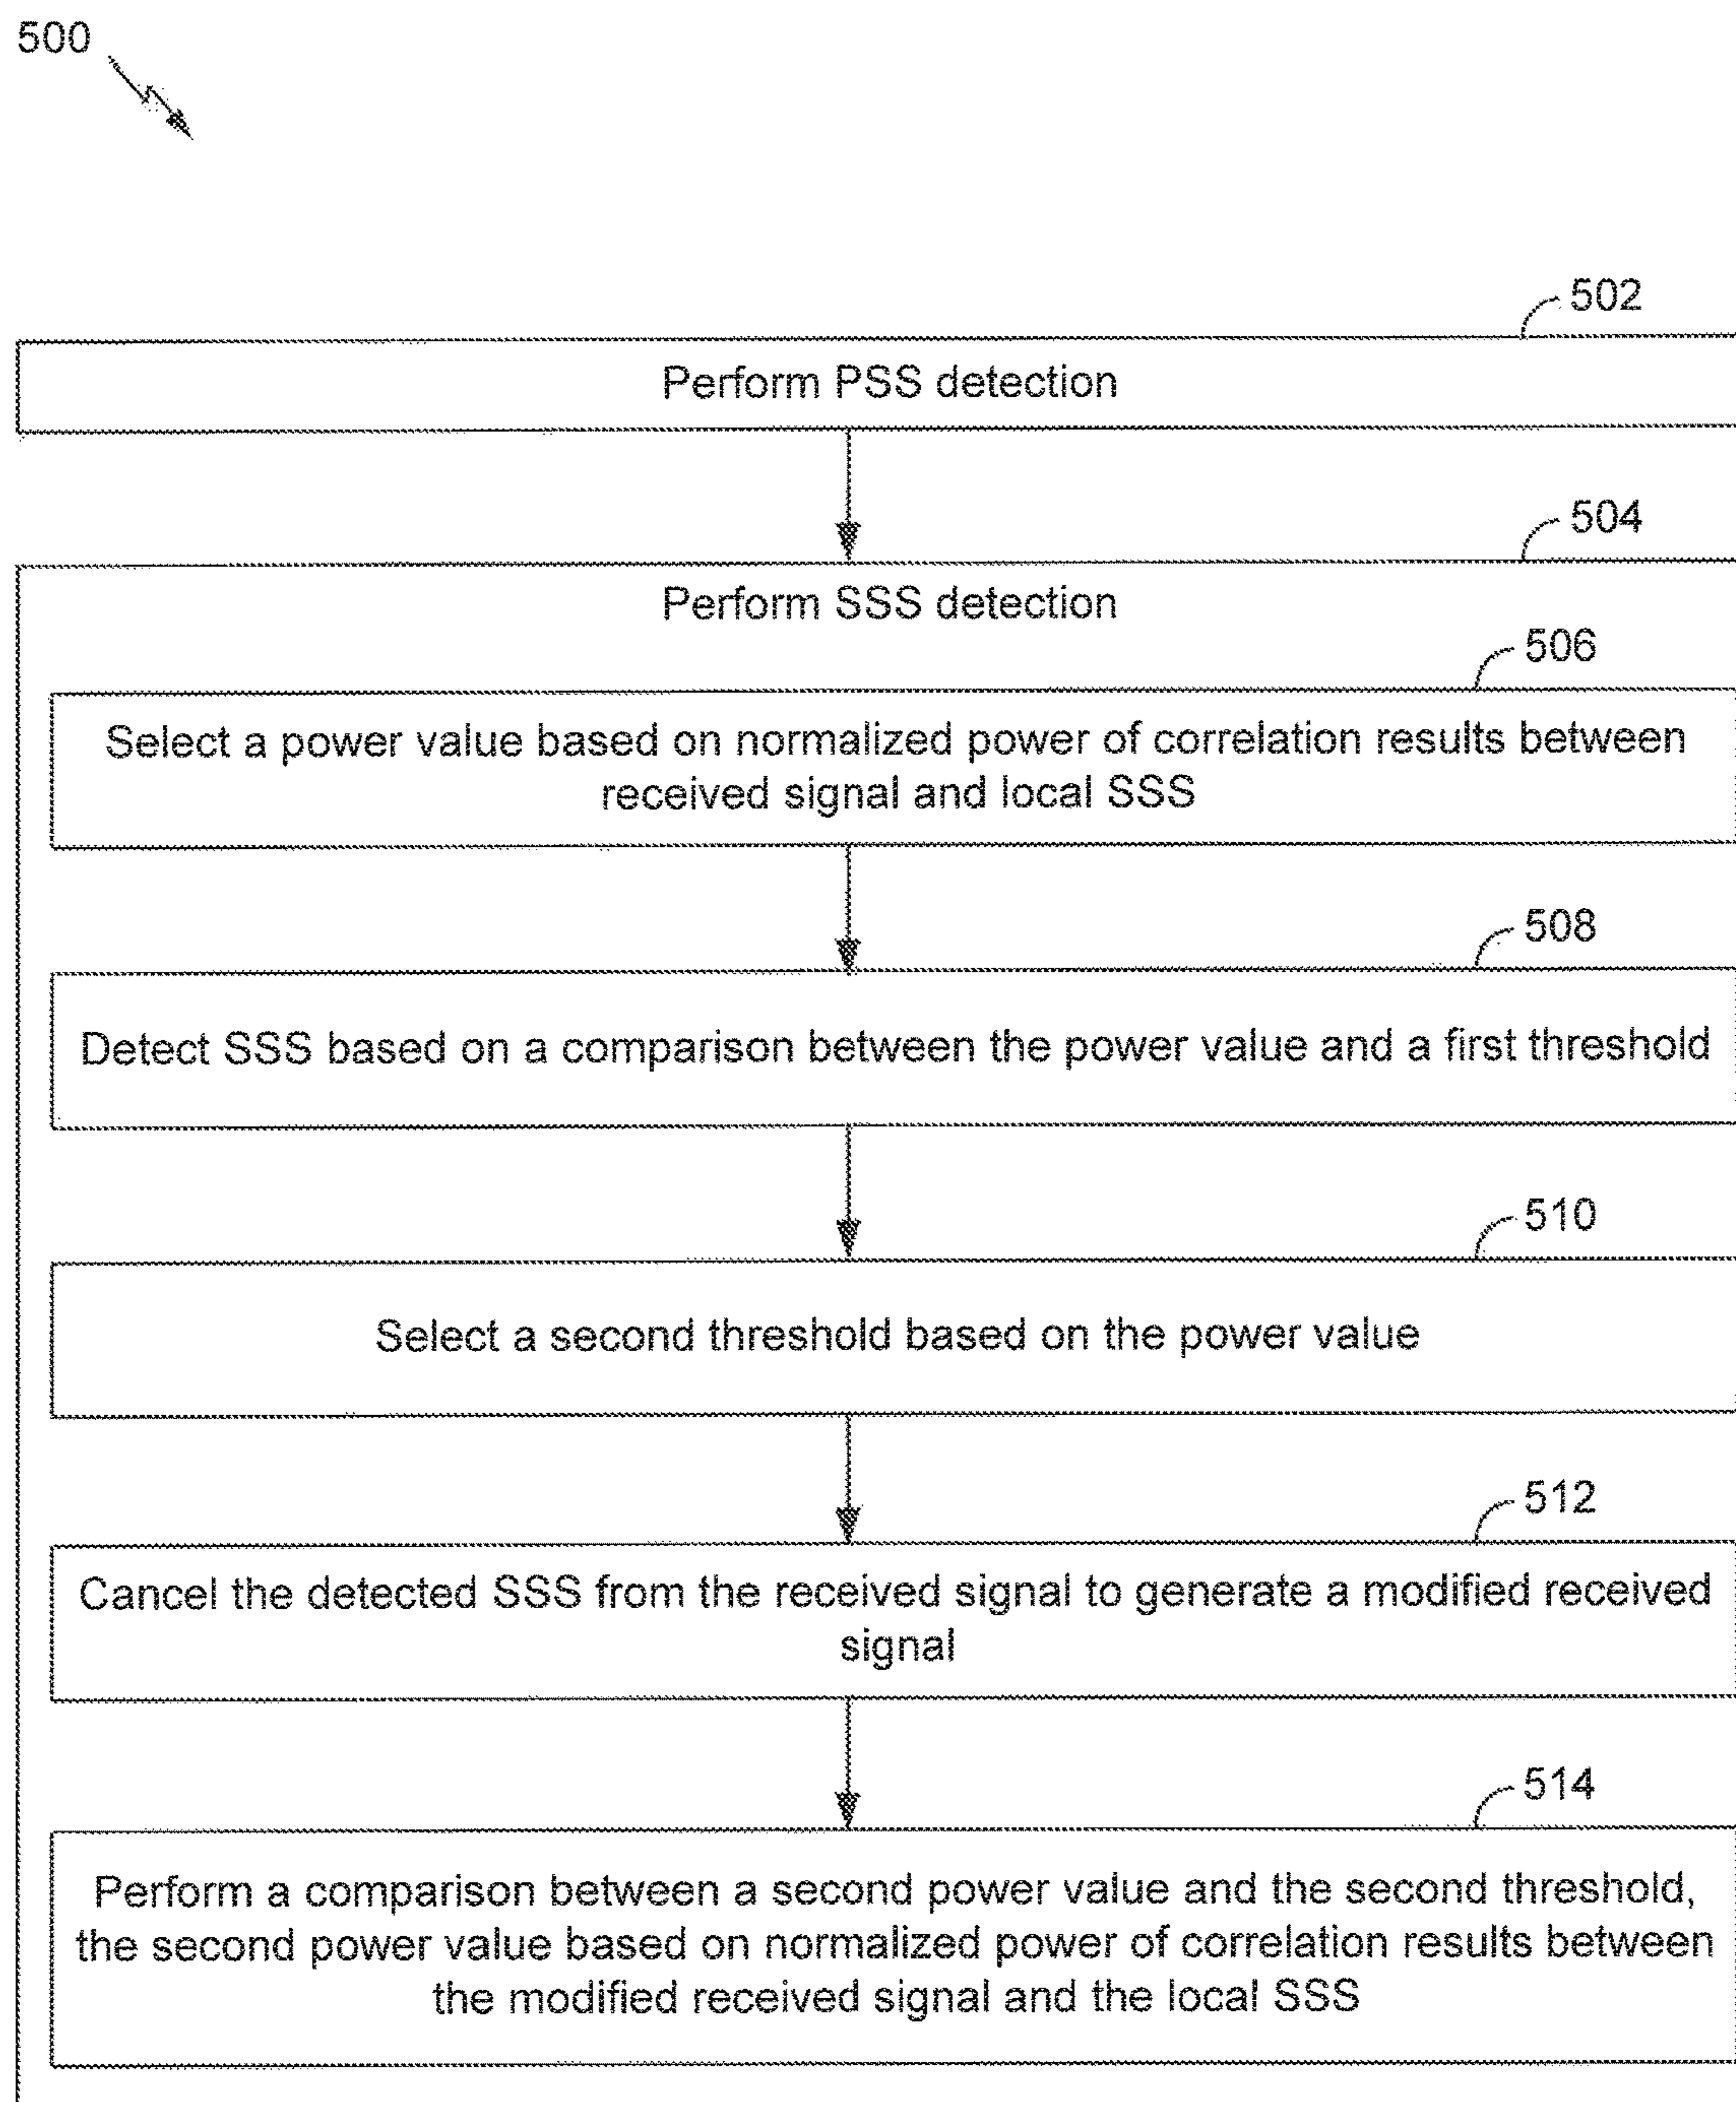 500
502
Perform PSS detection
504
Perform SSS detection
506
Select a power value based on normalized power of correlation results between
received signal and local SSS
508
Detect SSS based on a comparison between the power value and a first threshold
510
Select a second threshold based on the power value
512
Cancel the detected SSS from the received signal to generate a modified received
signal
514
Perform a comparison between a second power value and the second threshold,
the second power value based on normalized power of correlation results between
the modified received signal and the local SSS